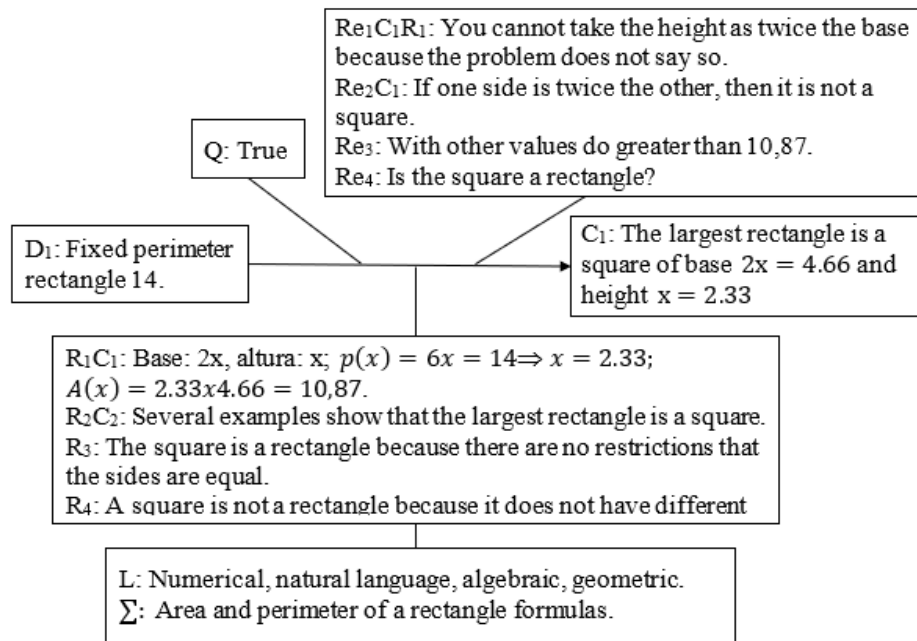 Re₁C₁R₁: You cannot take the height as twice the base
because the problem does not say so.
Re₂C₁: If one side is twice the other, then it is not a
square.
Re₃: With other values do greater than 10,87.
Re₄: Is the square a rectangle?
Q: True
D₁: Fixed perimeter
rectangle 14.
C₁: The largest rectangle is a
square of base 2x = 4.66 and
height x = 2.33
R₁C₁: Base: 2x, altura: x; p(x) = 6x = 14⇒ x = 2.33;
A(x) = 2.33x4.66 = 10,87.
R₂C₂: Several examples show that the largest rectangle is a square.
R₃: The square is a rectangle because there are no restrictions that
the sides are equal.
R₄: A square is not a rectangle because it does not have different
L: Numerical, natural language, algebraic, geometric.
∑: Area and perimeter of a rectangle formulas.